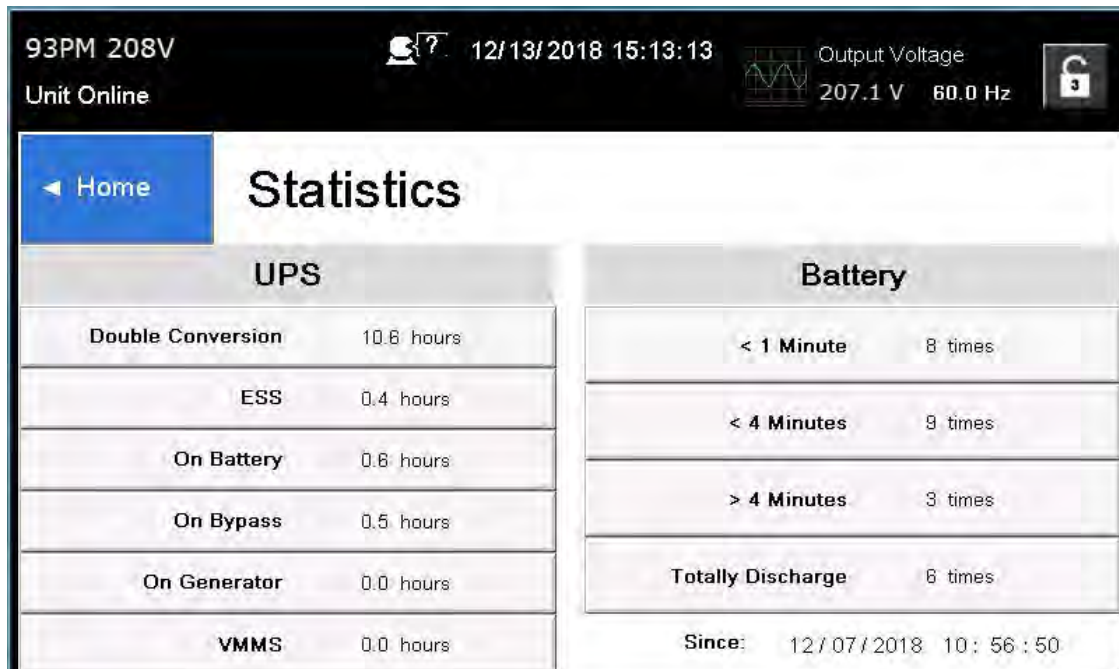 93PM 208V
? 12/13/2018 15:13:13
Output Voltage
Unit Online
207.1 V 60.0 Hz
3
◄ Home
Statistics
UPS
Double Conversion 10.6 hours
ESS 0.4 hours
On Battery 0.6 hours
On Bypass 0.5 hours
On Generator 0.0 hours
VMMS 0.0 hours
Battery
< 1 Minute 8 times
< 4 Minutes 9 times
> 4 Minutes 3 times
Totally Discharge 6 times
Since: 12/07/2018 10:56:50